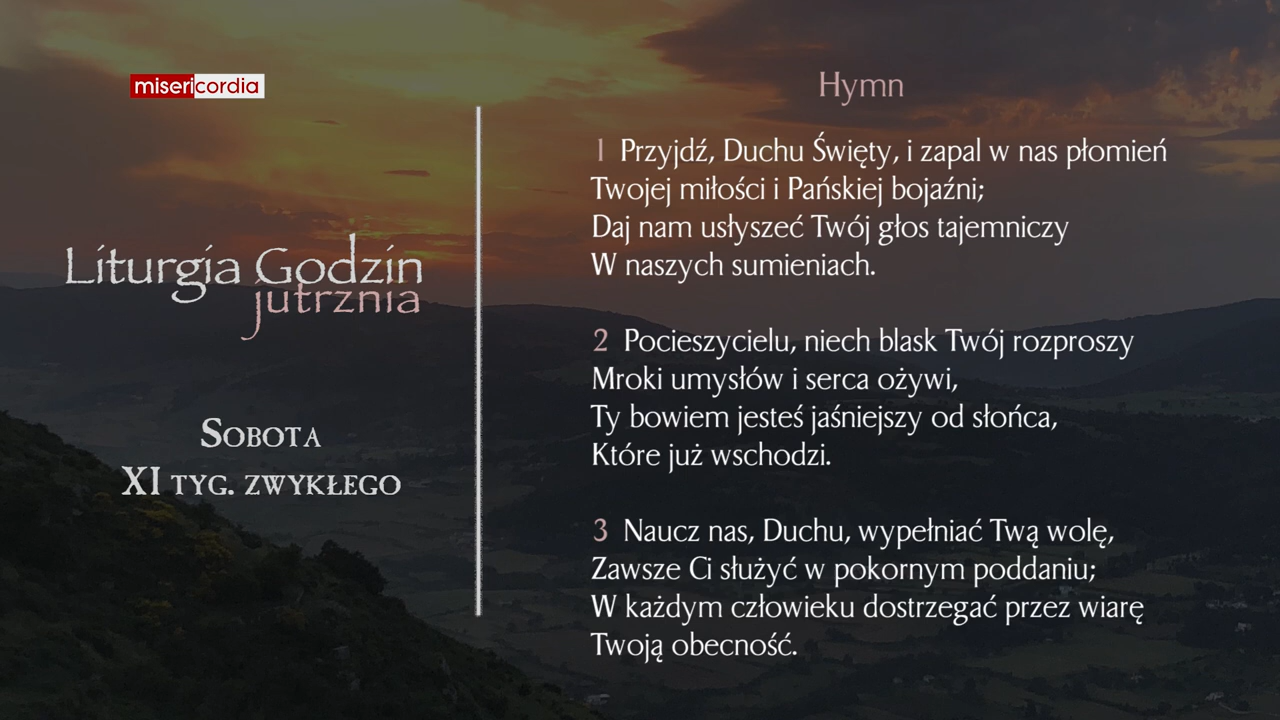 misericordia
Liturgia Godzin
jutrznia
Sobota
XI tyg. zwykłego
Hymn
1 Przyjdź, Duchu Święty, i zapal w nas płomień
Twojej miłości i Pańskiej bojaźni;
Daj nam usłyszeć Twój głos tajemniczy
W naszych sumieniach.
2 Pocieszycielu, niech blask Twój rozproszy
Mroki umysłów i serca ożywi,
Ty bowiem jesteś jaśniejszy od słońca,
Które już wschodzi.
3 Naucz nas, Duchu, wypełniać Twą wolę,
Zawsze Ci służyć w pokornym poddaniu;
W każdym człowieku dostrzegać przez wiarę
Twoją obecność.